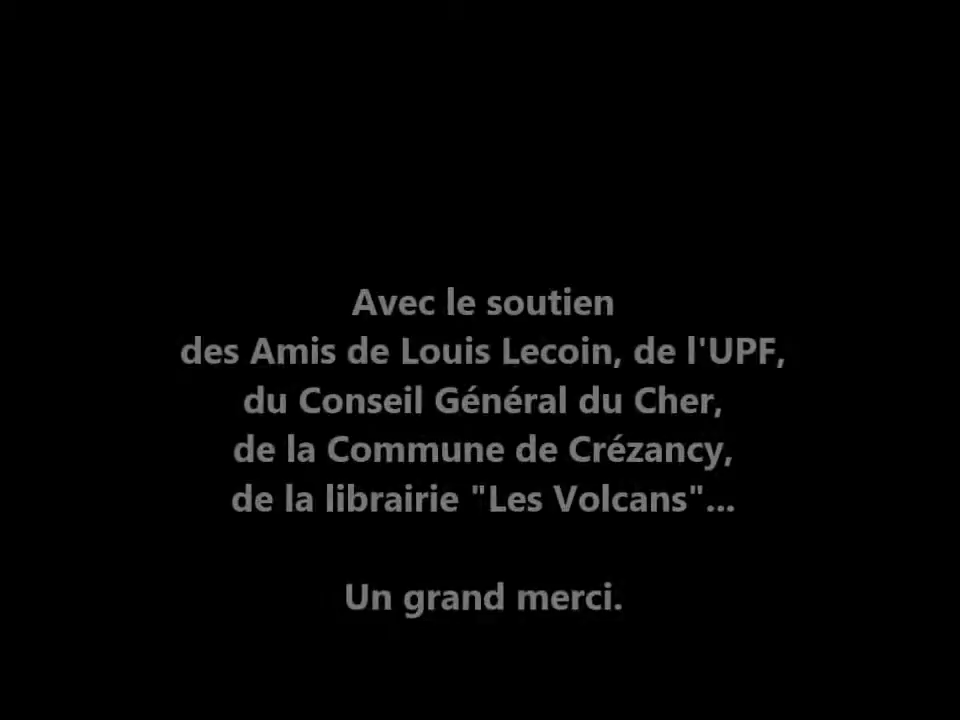 Avec le soutien
des Amis de Louis Lecoin, de l'UPF,
du Conseil Général du Cher,
de la Commune de Crézancy,
de la librairie "Les Volcans"...
Un grand merci.